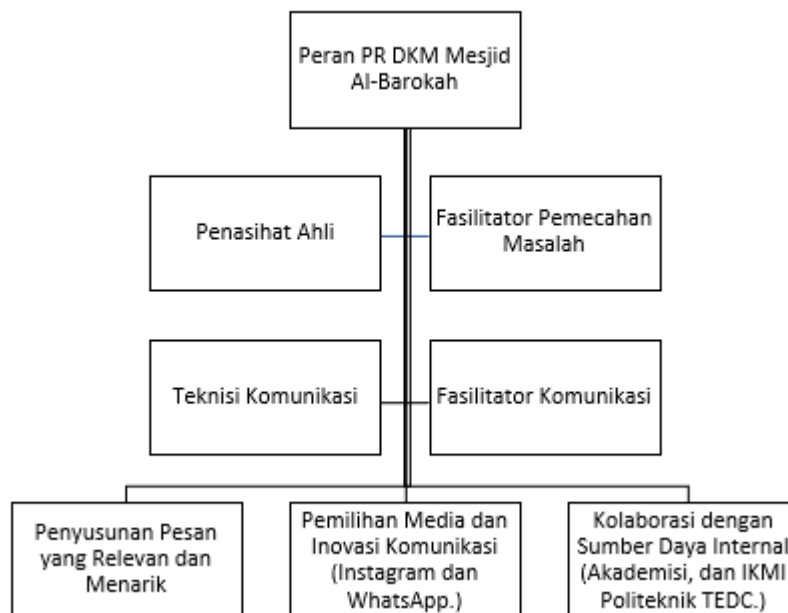 Peran PR DKM Mesjid
Al-Barokah
Penasihat Ahli
Fasilitator Pemecahan
Masalah
Teknisi Komunikasi
Fasilitator Komunikasi
Penyusunan Pesan
yang Relevan dan
Menarik
Pemilihan Media dan
Inovasi Komunikasi
(Instagram dan
WhatsApp.)
Kolaborasi dengan
Sumber Daya Internal
(Akademisi, dan IKMI
Politeknik TEDC.)